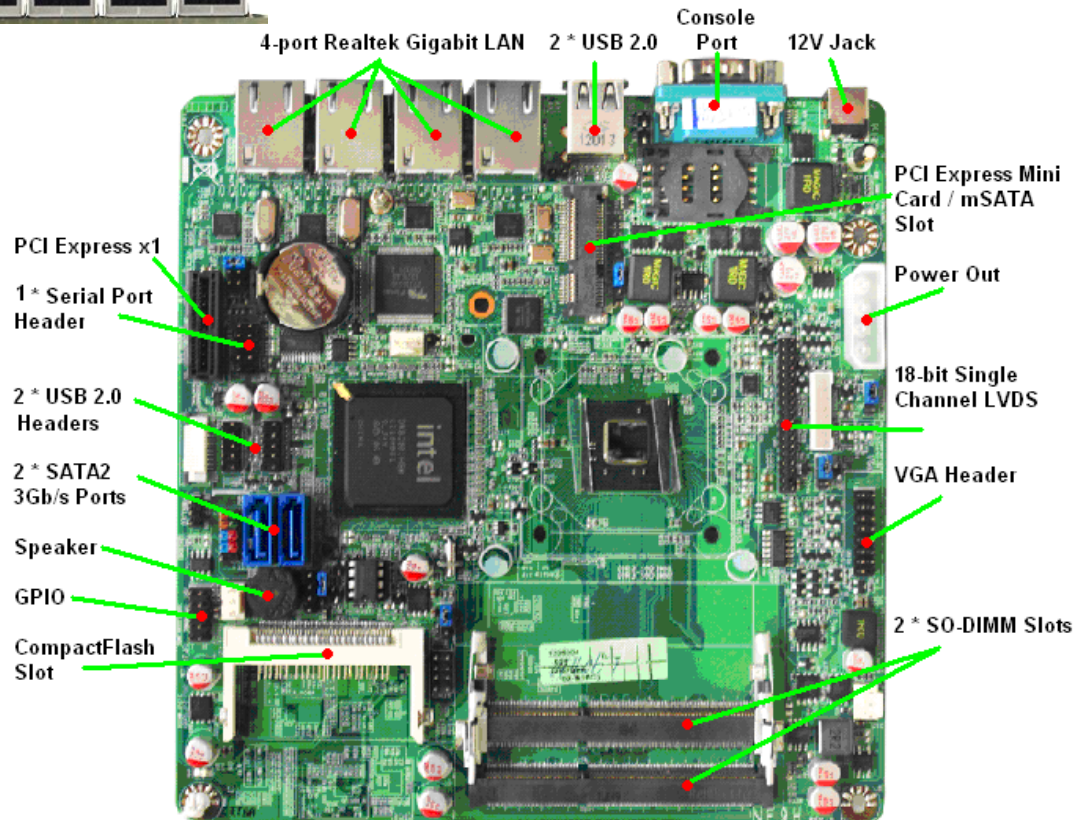 4-port Realtek Gigabit LAN
2 * USB 2.0
Console
Port
12V Jack
PCI Express Mini
Card / mSATA
Slot
PCI Express x1
1 * Serial Port
Header
Power Out
2 * USB 2.0
Headers
18-bit Single
Channel LVDS
2 * SATA2
3Gb/s Ports
VGA Header
Speaker
GPIO
CompactFlash
Slot
2 * SO-DIMM Slots
intel